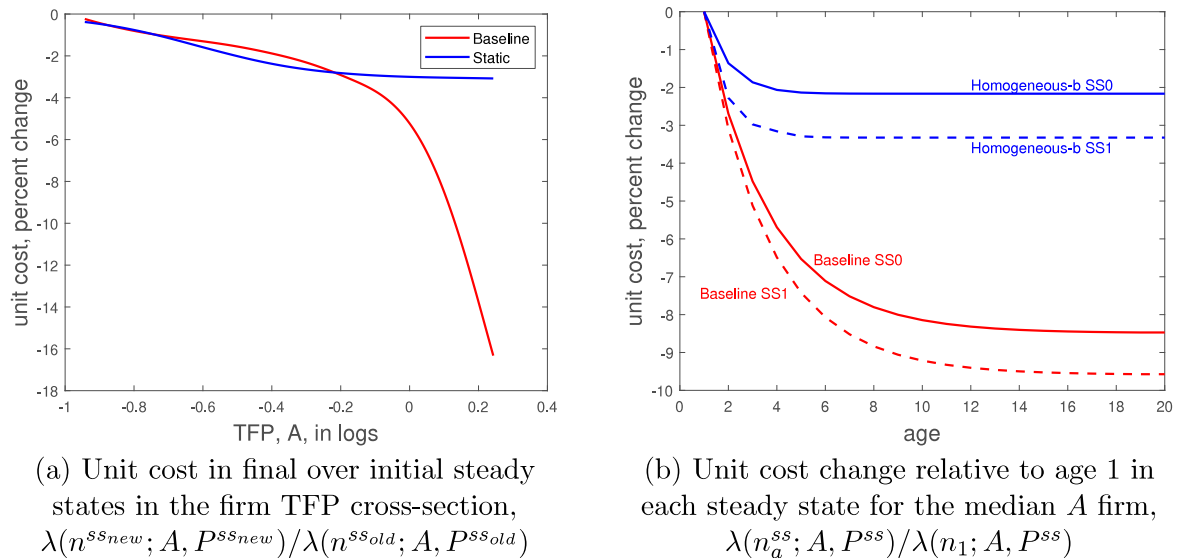 unit cost, percent change
0
-2
-4
-6
-8
-10
-12
-14
-16
-18
-1
-0.8
-0.6
-0.4
-0.2
0
0.2
0.4
TFP, A, in logs
Baseline
Static
(a) Unit cost in final over initial steady
states in the firm TFP cross-section,
λ(n^{ss_{new}}; A, P^{ss_{new}})/λ(n^{ss_{old}}; A, P^{ss_{old}})
unit cost, percent change
0
-1
-2
-3
-4
-5
-6
-7
-8
-9
-10
0
2
4
6
8
10
12
14
16
18
20
age
Homogeneous-b SS0
Homogeneous-b SS1
Baseline SS0
Baseline SS1
(b) Unit cost change relative to age 1 in
each steady state for the median A firm,
λ(n_a^{ss}; A, P^{ss})/λ(n_1; A, P^{ss})